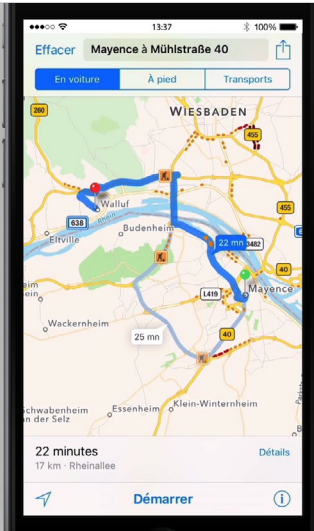 13:37
100%
Effacer
Mayence à Mühlstraße 40
En voiture
À pied
Transports
260
WIESBADEN
455
Walluf
455
638
Rhein
Budenheim
Eltville
22 mn
3482
40
L419
Mayence
Wackernheim
25 mn
40
Klein-Winternheim
Essenheim
Schwabenheim
an der Selz
22 minutes
Détails
17 km · Rheinallee
Démarrer